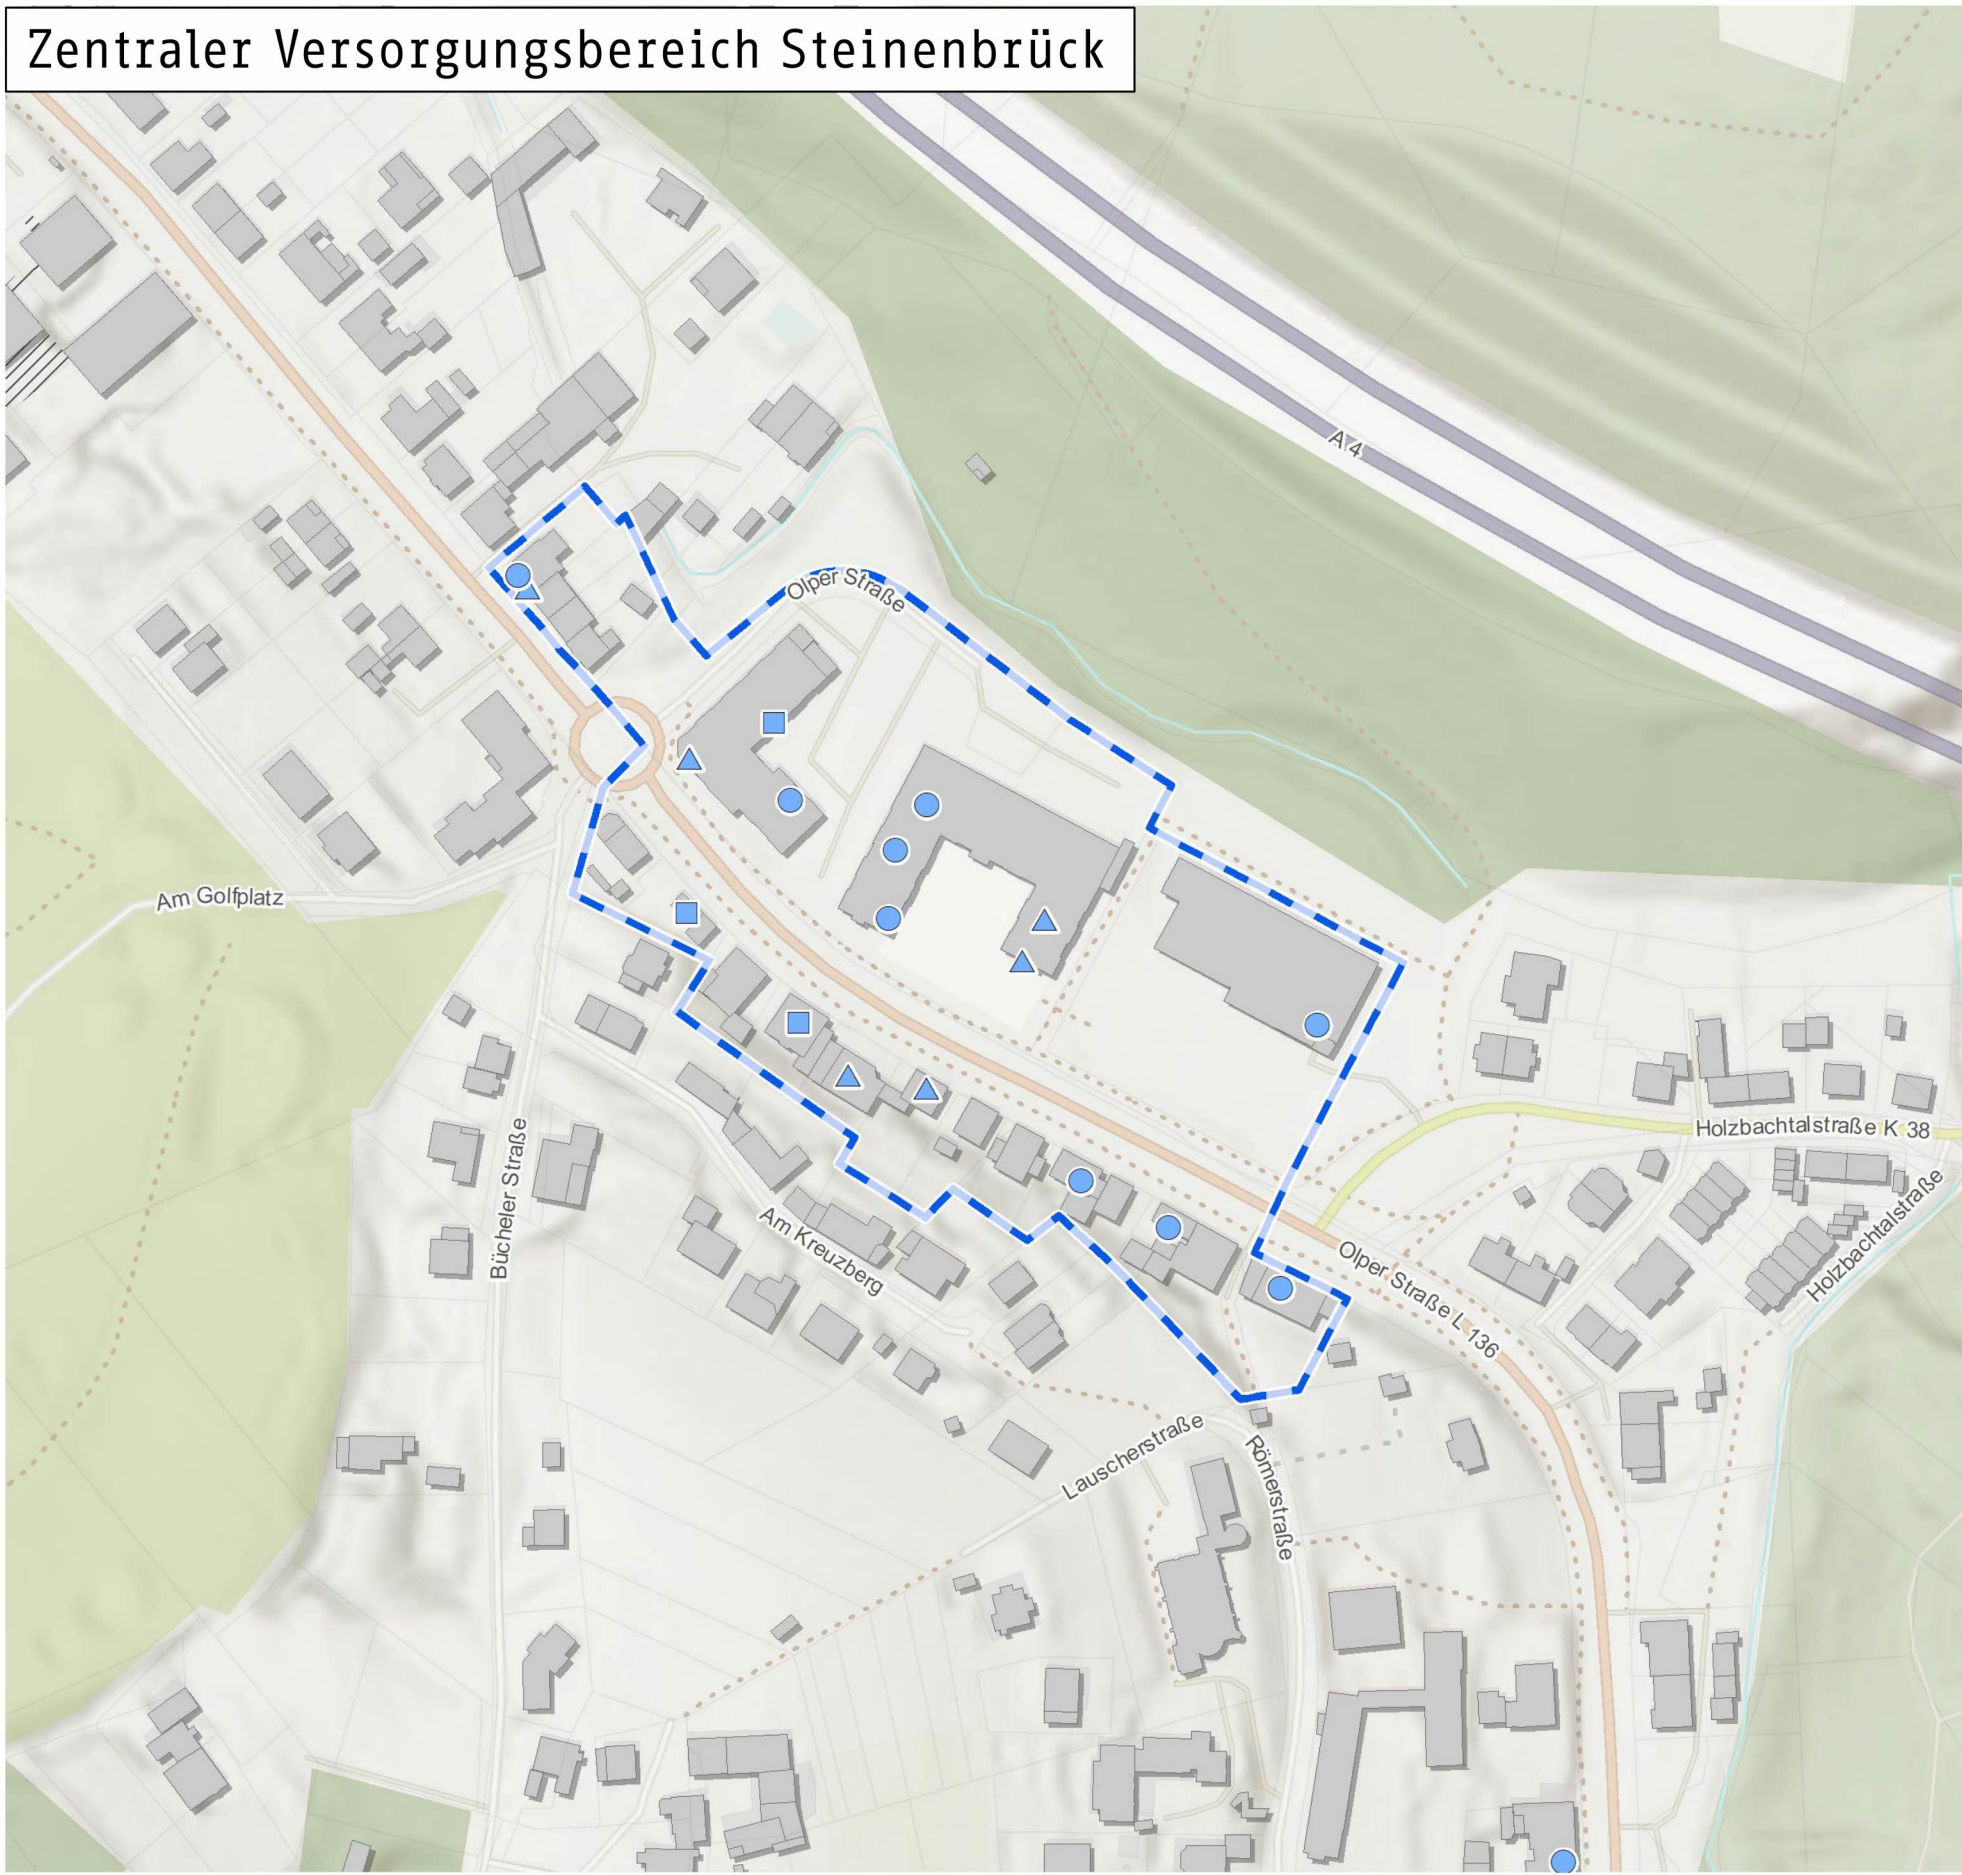 Zentraler Versorgungsbereich Steinenbrück
A 4
Olper Straße
Am Golfplatz
Holzbachtalstraße K 38
Holzbachtalstraße
Bücheler Straße
Am Kreuzberg
Olper Straße L 136
Lauscherstraße
Römerstraße